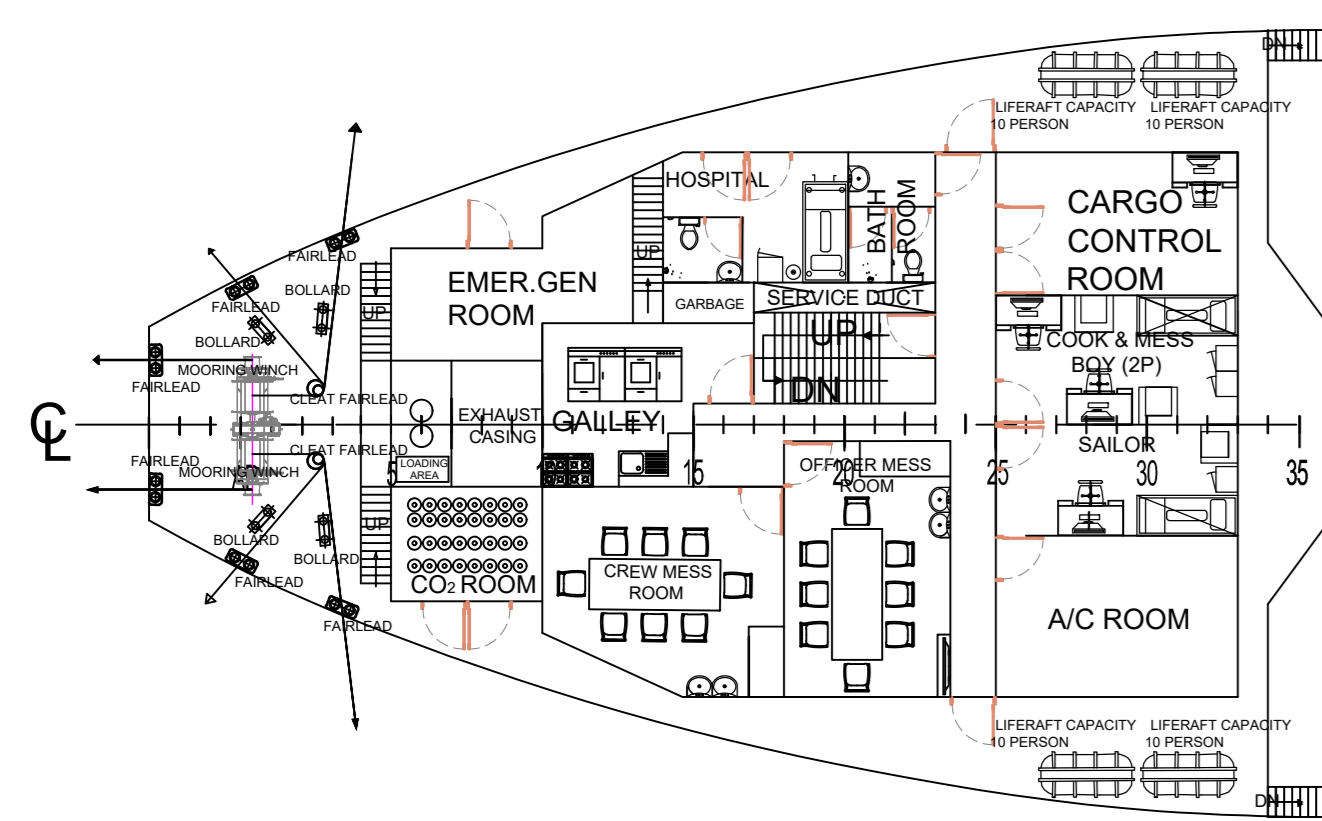 DN
LIFERAFT CAPACITY
10 PERSON
LIFERAFT CAPACITY
10 PERSON
HOSPITAL
BATH
ROOM
CARGO
CONTROL
ROOM
FAIRLEAD
UP
EMER.GEN
ROOM
GARBAGE
SERVICE DUCT
FAIRLEAD
BOLLARD
UP
UP
BOLLARD
COOK & MESS
BOY (2P)
MOORING WINCH
FAIRLEAD
DN
CLEAT FAIRLEAD
EXHAUST
CASING
GALLEY
CL
SAILOR
CLEAT FAIRLEAD
FAIRLEAD
MOORING WINCH
LOADING
AREA
OFFICER MESS
ROOM
5
10
15
20
25
30
35
UP
BOLLARD
BOLLARD
FAIRLEAD
CO2 ROOM
CREW MESS
ROOM
A/C ROOM
FAIRLEAD
LIFERAFT CAPACITY
10 PERSON
LIFERAFT CAPACITY
10 PERSON
DN